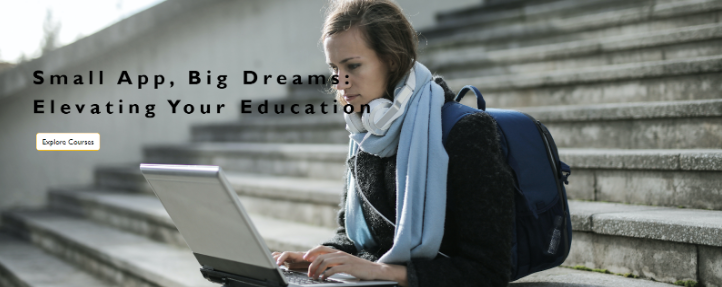 Small App, Big Dreams:
Elevating Your Education
Explore Courses